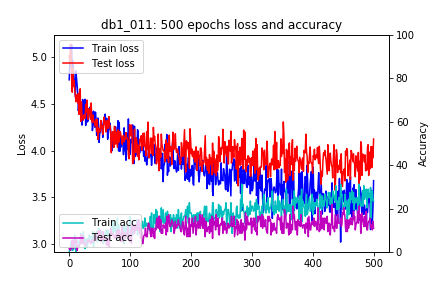 db1_011: 500 epochs loss and accuracy
Train loss
Test loss
Train acc
Test acc
Loss
5.0
4.5
4.0
3.5
3.0
Accuracy
100
80
60
40
20
0
0
100
200
300
400
500